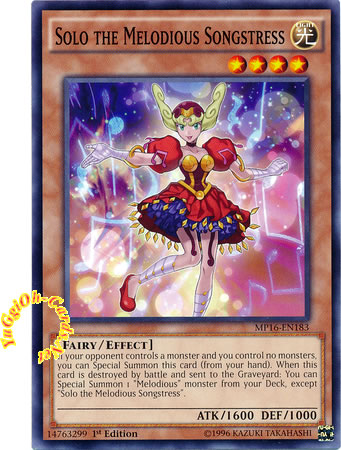 SOLO THE MELODIOUS SONGSTRESS
LIGHT
光
MP16-EN183
[FAIRY/EFFECT]
If your opponent controls a monster and you control no monsters,
you can Special Summon this card (from your hand). When
this card is destroyed by battle and sent to the Graveyard: You can
Special Summon 1 "Melodious" monster from your Deck, except
"Solo the Melodious Songstress".
ATK/1600 DEF/1000
14763299 1st Edition ©1996 KAZUKI TAKAHASHI